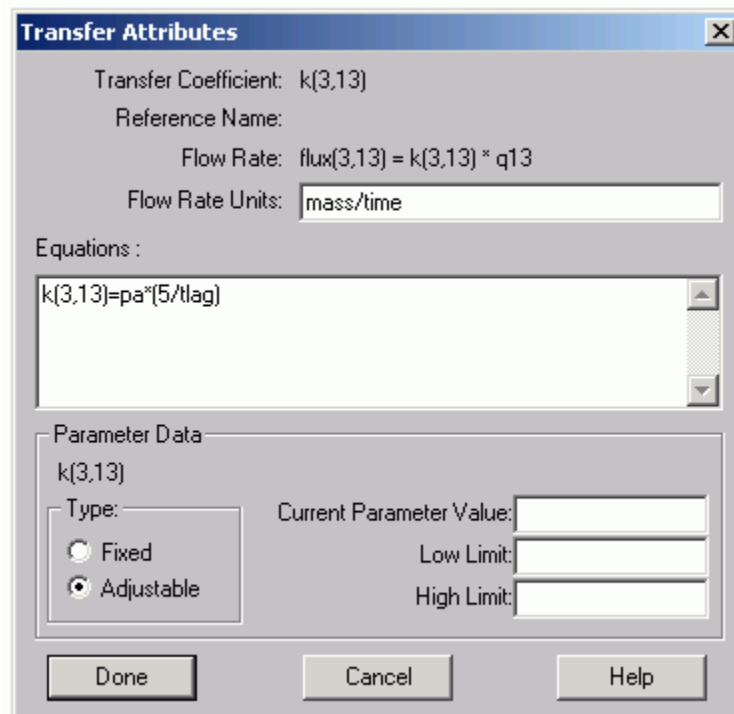 Transfer Attributes
Transfer Coefficient: k(3,13)
Reference Name:
Flow Rate: flux(3,13) = k(3,13) * q13
Flow Rate Units: mass/time
Equations :
k(3,13)=pa*(5/tlag)
Parameter Data
k(3,13)
Type:
Current Parameter Value:
Fixed
Low Limit:
Adjustable
High Limit:
Done Cancel Help